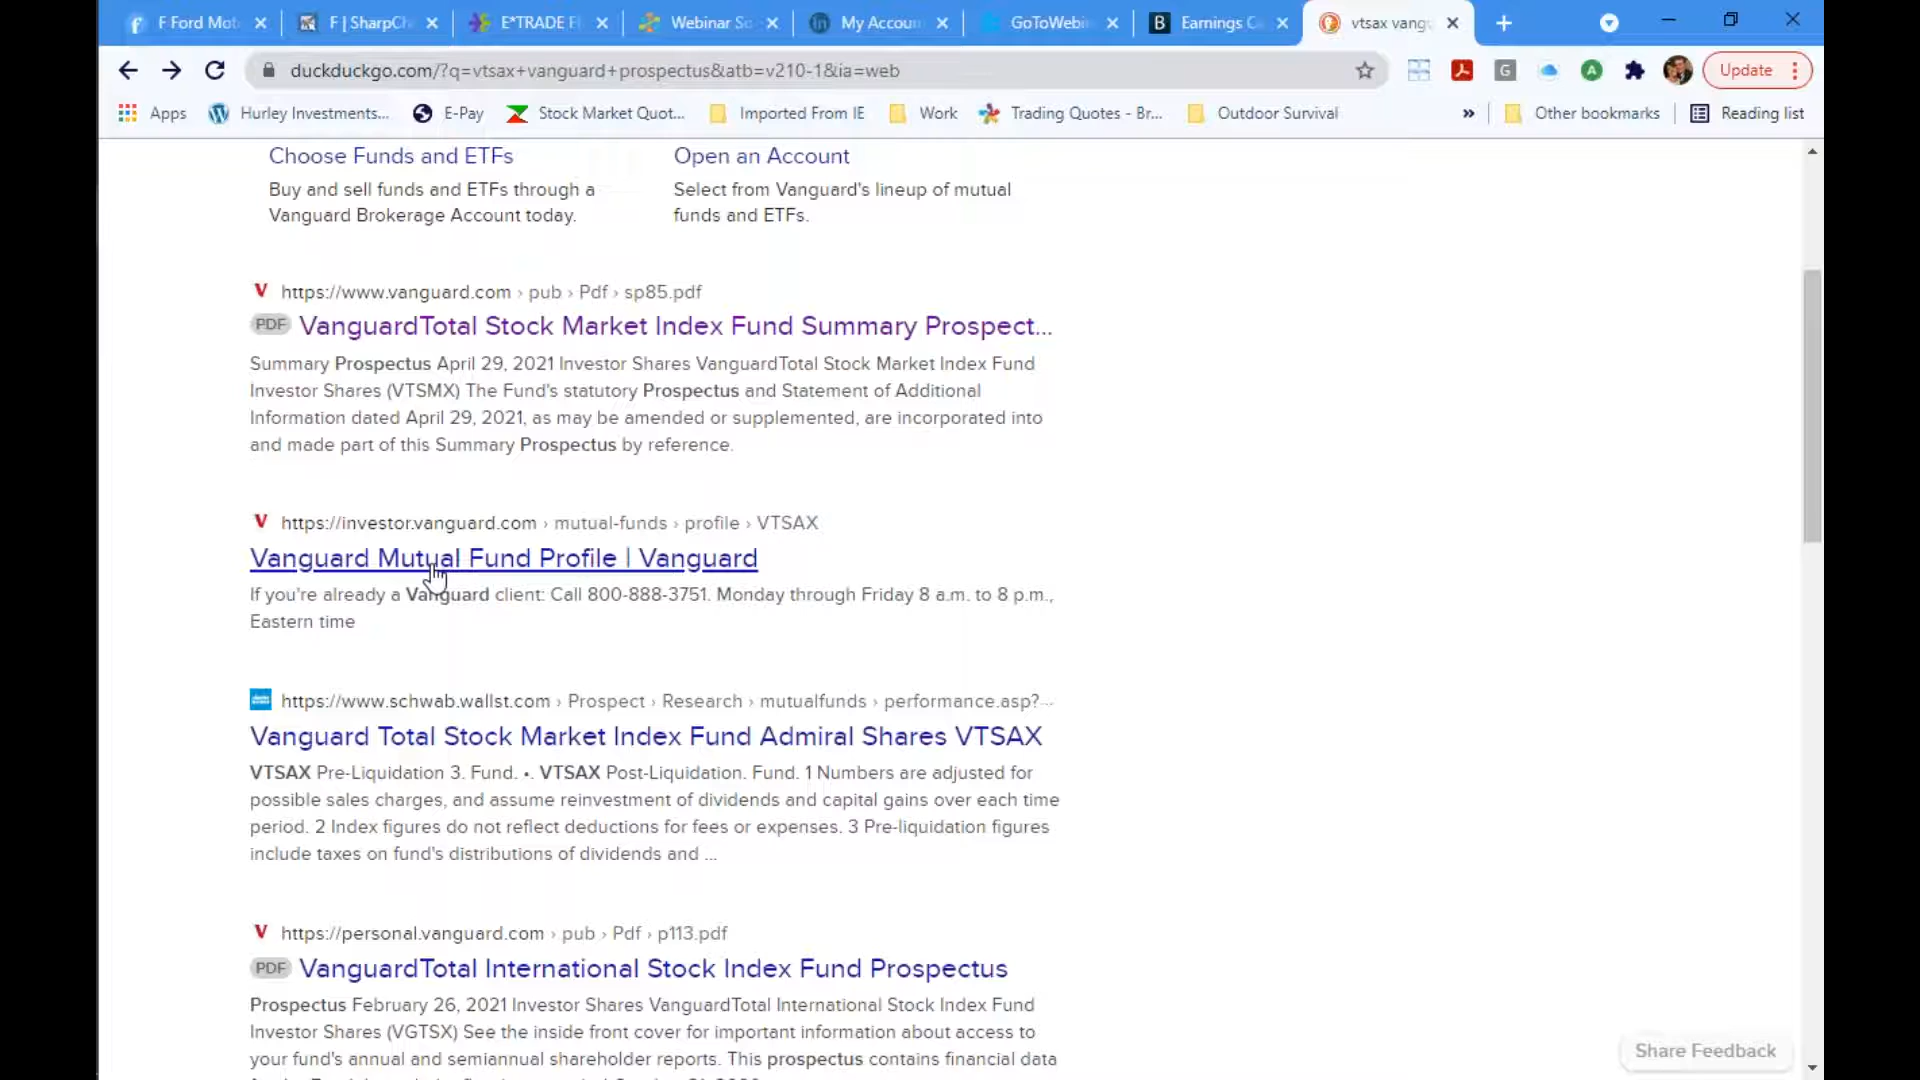 F Ford Mot
F | SharpCh
E*TRADE F
Webinar So
My Accoun
GoToWebi
Earnings C
vtsax vang
duckduckgo.com/?q=vtsax+vanguard+prospectus&atb=v210-1&ia=web
Update
Apps
Hurley Investments...
E-Pay
Stock Market Quot...
Imported From IE
Work
Trading Quotes - Br...
Outdoor Survival
»
Other bookmarks
Reading list
Choose Funds and ETFs
Buy and sell funds and ETFs through a
Vanguard Brokerage Account today.
Open an Account
Select from Vanguard's lineup of mutual
funds and ETFs.
https://www.vanguard.com › pub › Pdf › sp85.pdf
PDF VanguardTotal Stock Market Index Fund Summary Prospect...
Summary Prospectus April 29, 2021 Investor Shares VanguardTotal Stock Market Index Fund
Investor Shares (VTSMX) The Fund's statutory Prospectus and Statement of Additional
Information dated April 29, 2021, as may be amended or supplemented, are incorporated into
and made part of this Summary Prospectus by reference.
https://investor.vanguard.com › mutual-funds › profile › VTSAX
Vanguard Mutual Fund Profile | Vanguard
If you're already a Vanguard client: Call 800-888-3751. Monday through Friday 8 a.m. to 8 p.m.,
Eastern time
https://www.schwab.wallst.com › Prospect › Research › mutualfunds › performance.asp?...
Vanguard Total Stock Market Index Fund Admiral Shares VTSAX
VTSAX Pre-Liquidation 3. Fund. •. VTSAX Post-Liquidation. Fund. 1 Numbers are adjusted for
possible sales charges, and assume reinvestment of dividends and capital gains over each time
period. 2 Index figures do not reflect deductions for fees or expenses. 3 Pre-liquidation figures
include taxes on fund's distributions of dividends and ...
https://personal.vanguard.com › pub › Pdf › p113.pdf
PDF VanguardTotal International Stock Index Fund Prospectus
Prospectus February 26, 2021 Investor Shares VanguardTotal International Stock Index Fund
Investor Shares (VGTSX) See the inside front cover for important information about access to
your fund's annual and semiannual shareholder reports. This prospectus contains financial data
Share Feedback